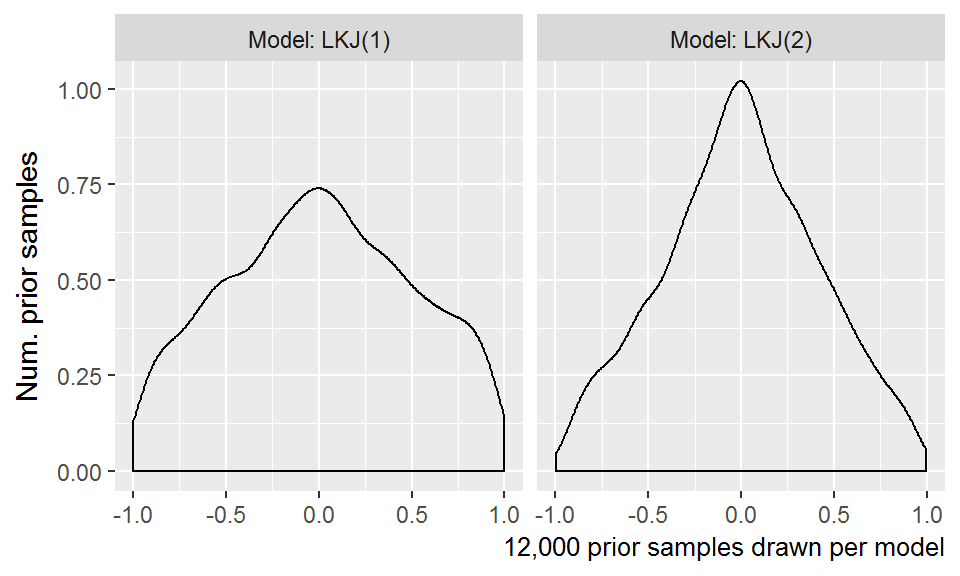 Model: LKJ(1)
Model: LKJ(2)
Num. prior samples
1.00
0.75
0.50
0.25
0.00
-1.0 -0.5 0.0 0.5 1.0
-1.0 -0.5 0.0 0.5 1.0
12,000 prior samples drawn per model